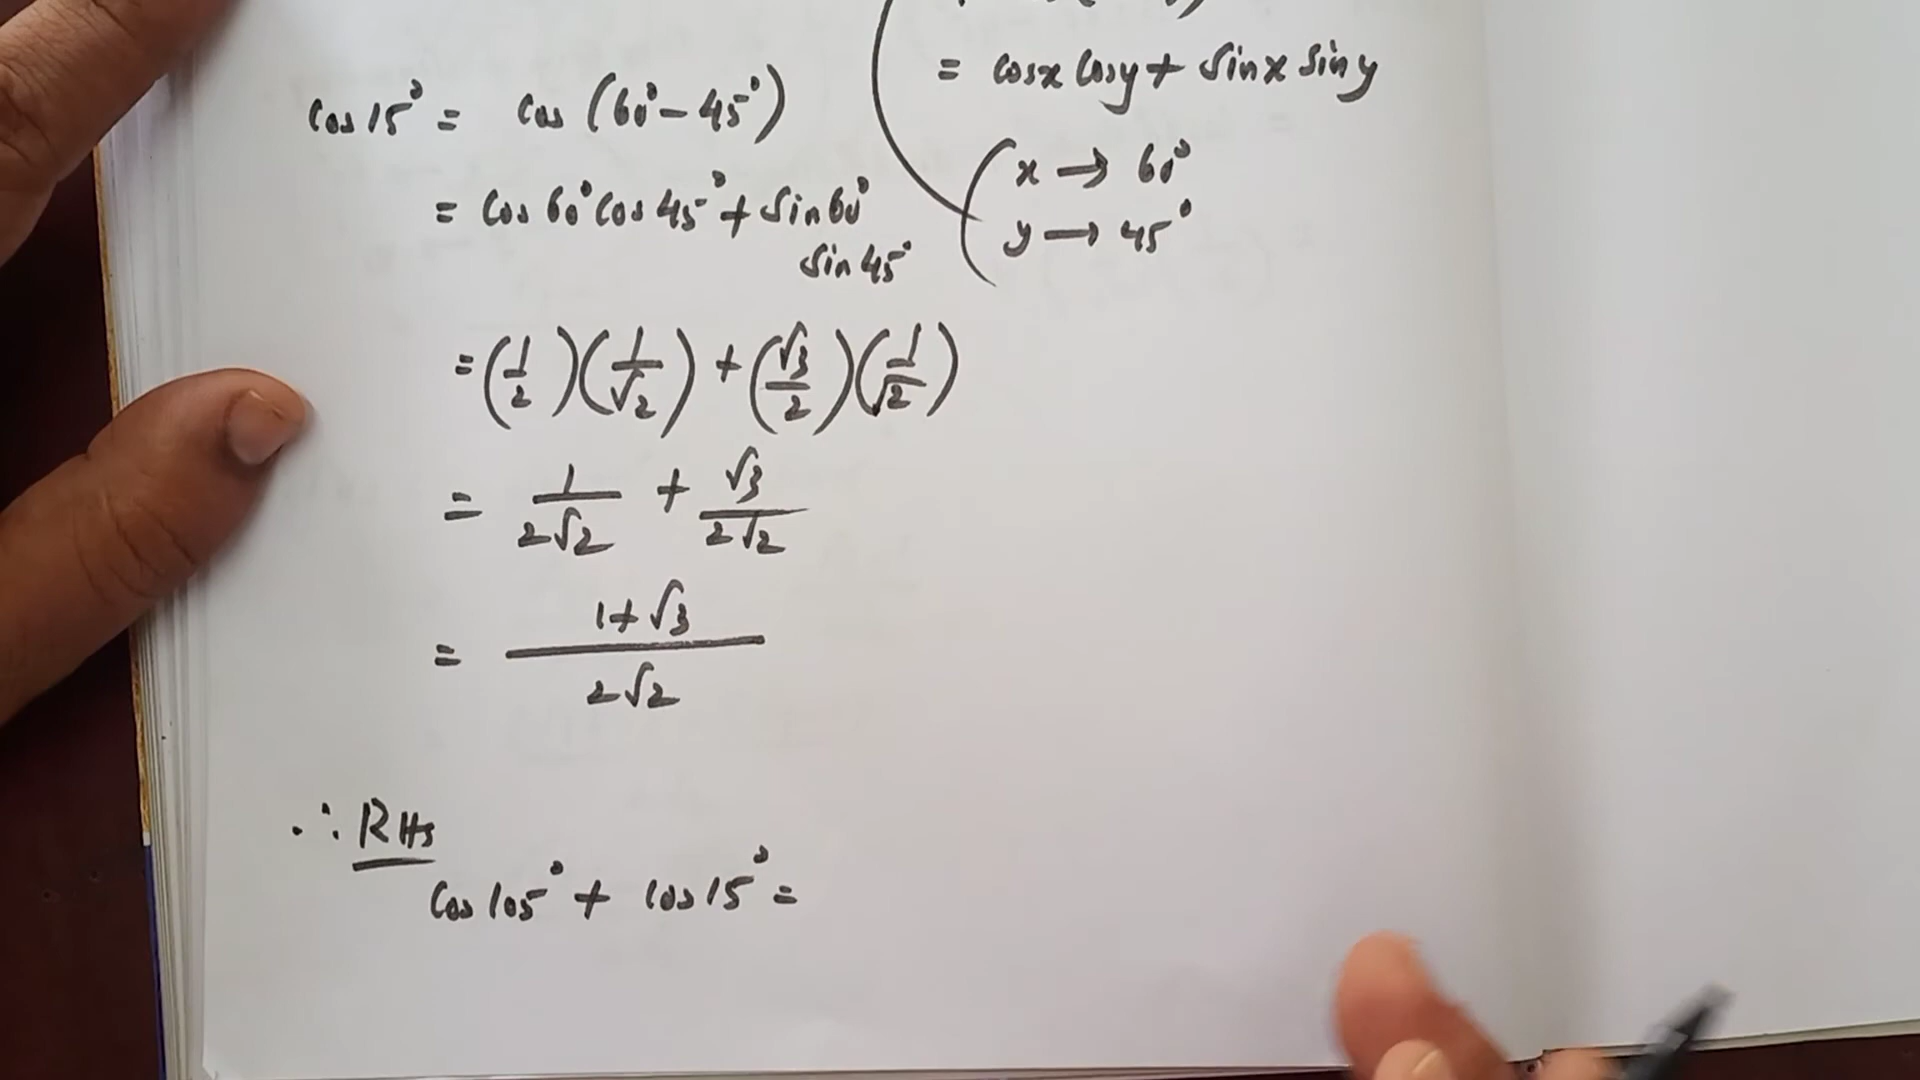 = cosx cosy + sinx siny
cos 15° = cos (60° - 45°)
x → 60°
= cos 60° cos 45° + sin 60°
y → 45°
sin 45°
= (1/2)(1/√2) + (√3/2)(1/√2)
= 1/2√2 + √3/2√2
= 1+√3/2√2
∴ RHS
cos 105° + cos 15° =